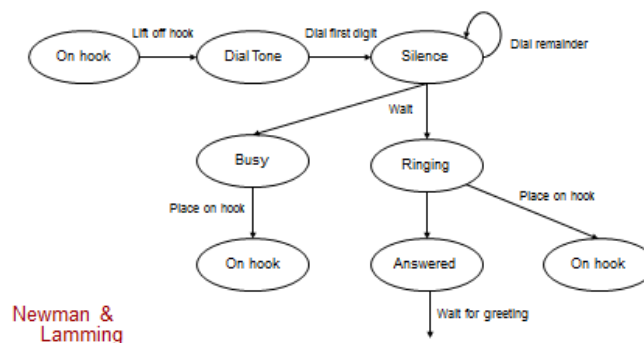 Lift off hook
Dial first digit
On hook
Dial Tone
Silence
Dial remainder
Wait
Busy
Ringing
Place on hook
Place on hook
On hook
Answered
On hook
Wait for greeting
Newman &
Lamming